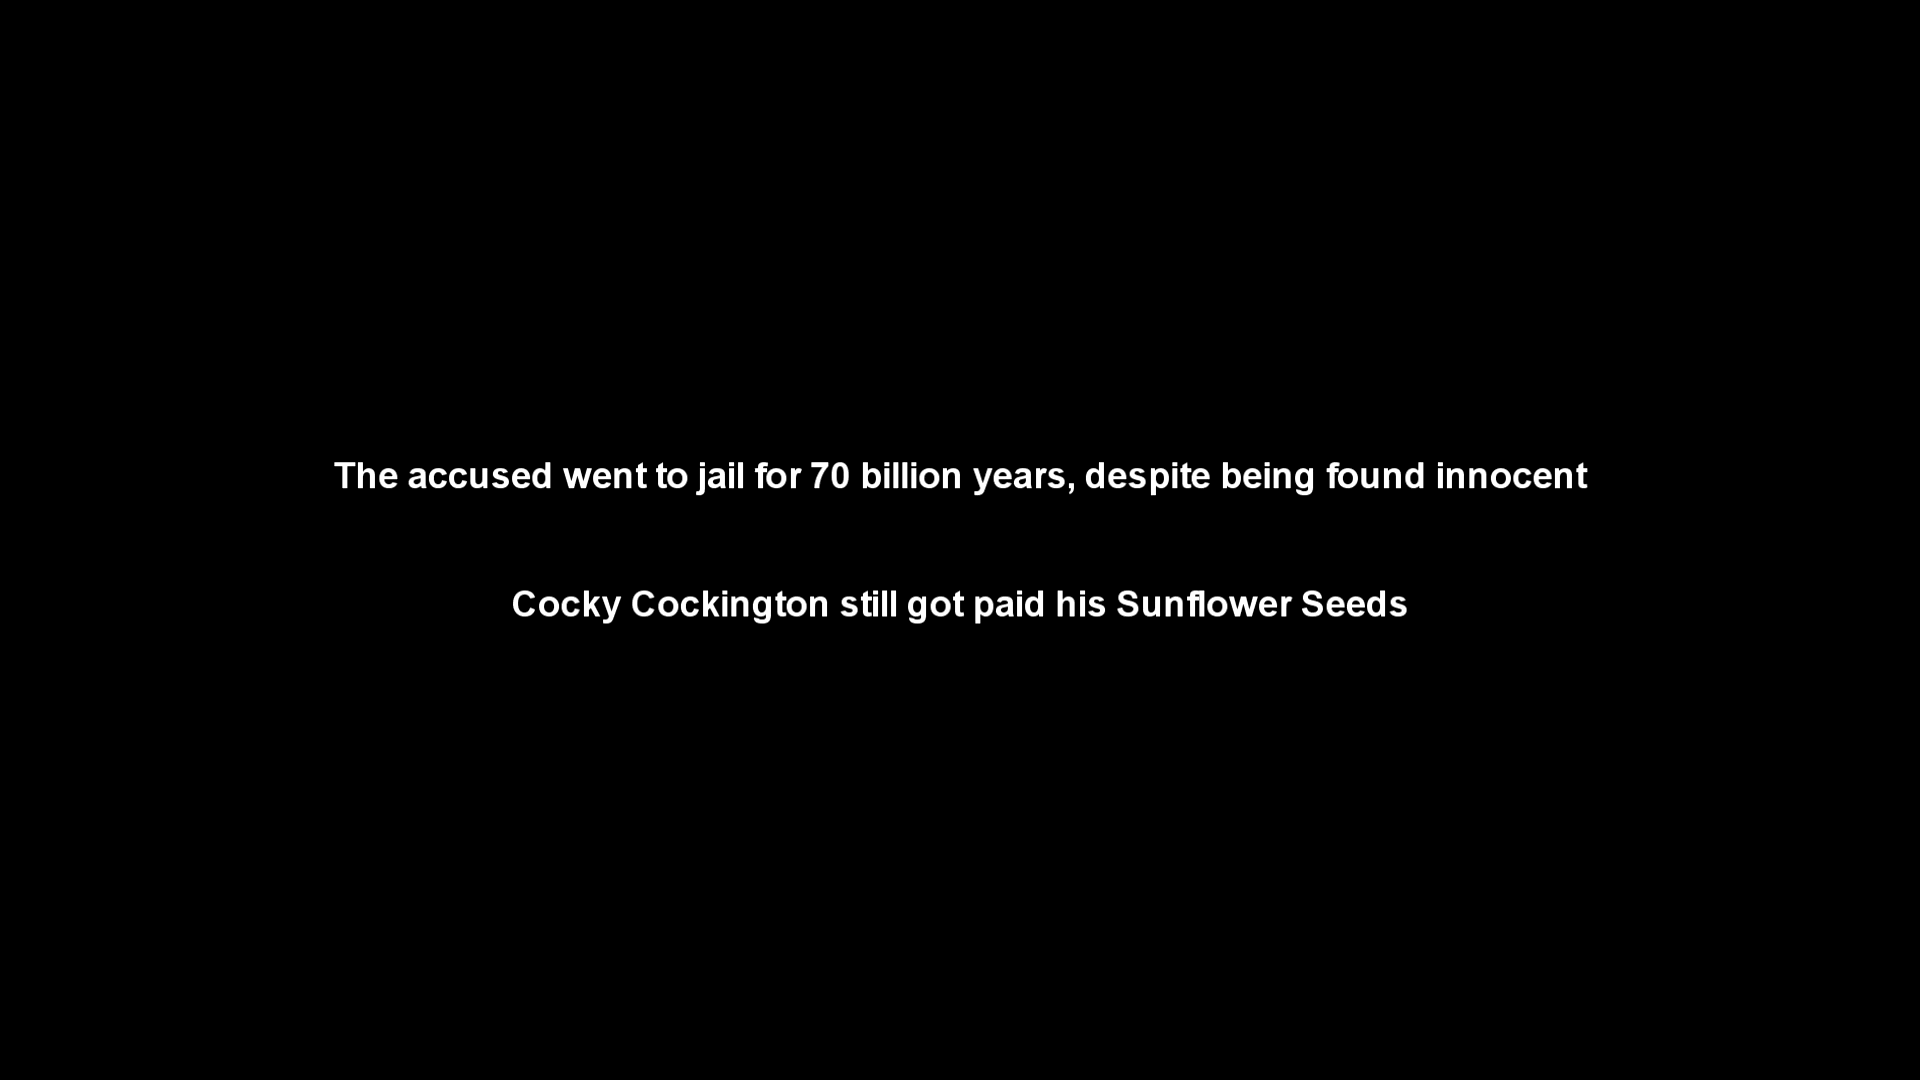 The accused went to jail for 70 billion years, despite being found innocent
Cocky Cockington still got paid his Sunflower Seeds